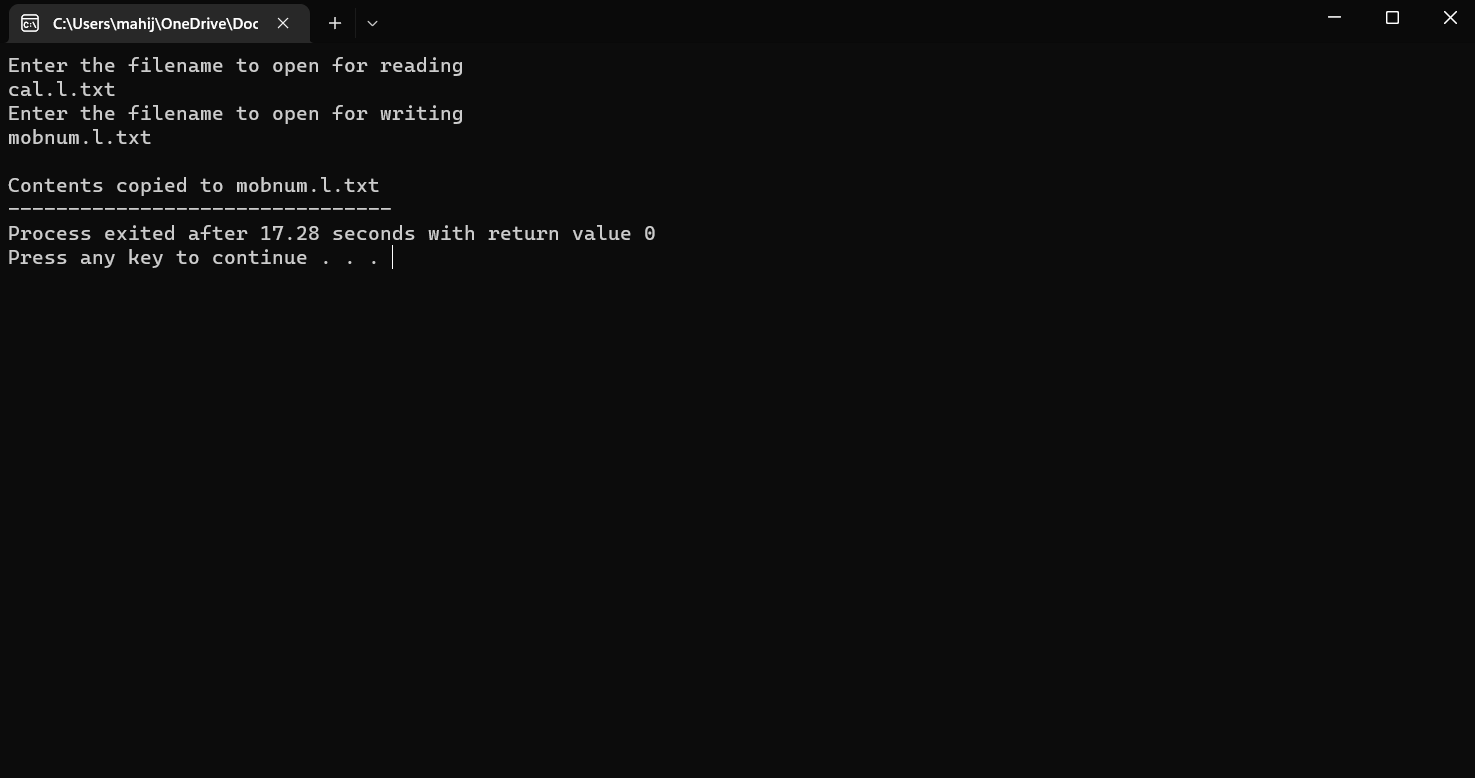 C:\Users\mahij\OneDrive\Doc
Enter the filename to open for reading
cal.l.txt
Enter the filename to open for writing
mobnum.l.txt
Contents copied to mobnum.l.txt
--------------------------------
Process exited after 17.28 seconds with return value 0
Press any key to continue . . .